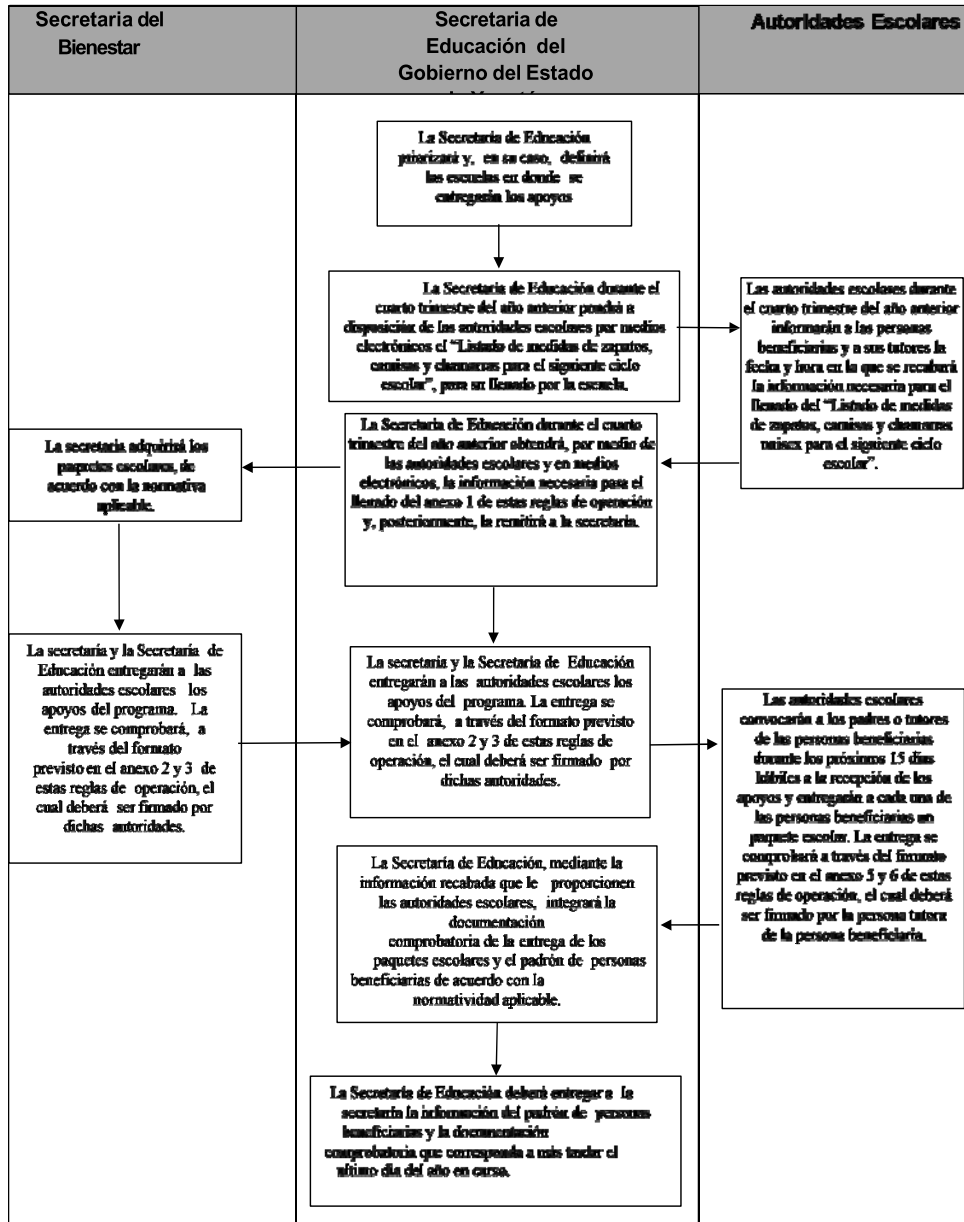 Secretaria del
Bienestar
Secretaria de
Educación del
Gobierno del Estado
Autoridades Escolares
La Secretaría de Educación
priorizará y, en su caso, definirá
las escuelas en donde se
entregarán los apoyos
La Secretaría de Educación durante el
cuarto trimestre del año anterior pondrá a
disposición de las autoridades escolares por medios
electrónicos el “Listado de medidas de zapatos,
camisas y chamarras para el siguiente ciclo
escolar”, para su llenado por la escuela.
Las autoridades escolares durante
el cuarto trimestre del año anterior
informarán a las personas
beneficiarias y a sus tutores la
fecha y hora en la que se recabará
la información necesaria para el
llenado del “Listado de medidas
de zapatos, camisas y chamarras
unisex para el siguiente ciclo
escolar”.
La Secretaría de Educación durante el cuarto
trimestre del año anterior obtendrá, por medio de
las autoridades escolares y en medios
electrónicos, la información necesaria para el
llenado del anexo 1 de estas reglas de operación
y, posteriormente, la remitirá a la secretaría.
La secretaría adquirirá los
paquetes escolares, de
acuerdo con la normativa
aplicable.
La secretaría y la Secretaría de
Educación entregarán a las
autoridades escolares los
apoyos del programa. La
entrega se comprobará, a
través del formato
previsto en el anexo 2 y 3 de
estas reglas de operación, el
cual deberá ser firmado por
dichas autoridades.
La secretaría y la Secretaría de Educación
entregarán a las autoridades escolares los
apoyos del programa. La entrega se
comprobará, a través del formato previsto
en el anexo 2 y 3 de estas reglas de
operación, el cual deberá ser firmado por
dichas autoridades.
Las autoridades escolares
convocarán a los padres o tutores
de las personas beneficiarias
durante los próximos 15 días
hábiles a la recepción de los
apoyos y entregarán a cada una de
las personas beneficiarias un
paquete escolar. La entrega se
comprobará a través del formato
previsto en el anexo 5 y 6 de estas
reglas de operación, el cual deberá
ser firmado por la persona tutora
de la persona beneficiaria.
La Secretaría de Educación, mediante la
información recabada que le proporcionen
las autoridades escolares, integrará la
documentación
comprobatoria de la entrega de los
paquetes escolares y el padrón de personas
beneficiarias de acuerdo con la
normatividad aplicable.
La Secretaría de Educación deberá entregar a la
secretaría la información del padrón de personas
beneficiarias y la documentación
comprobatoria que corresponda a más tardar el
último día del año en curso.